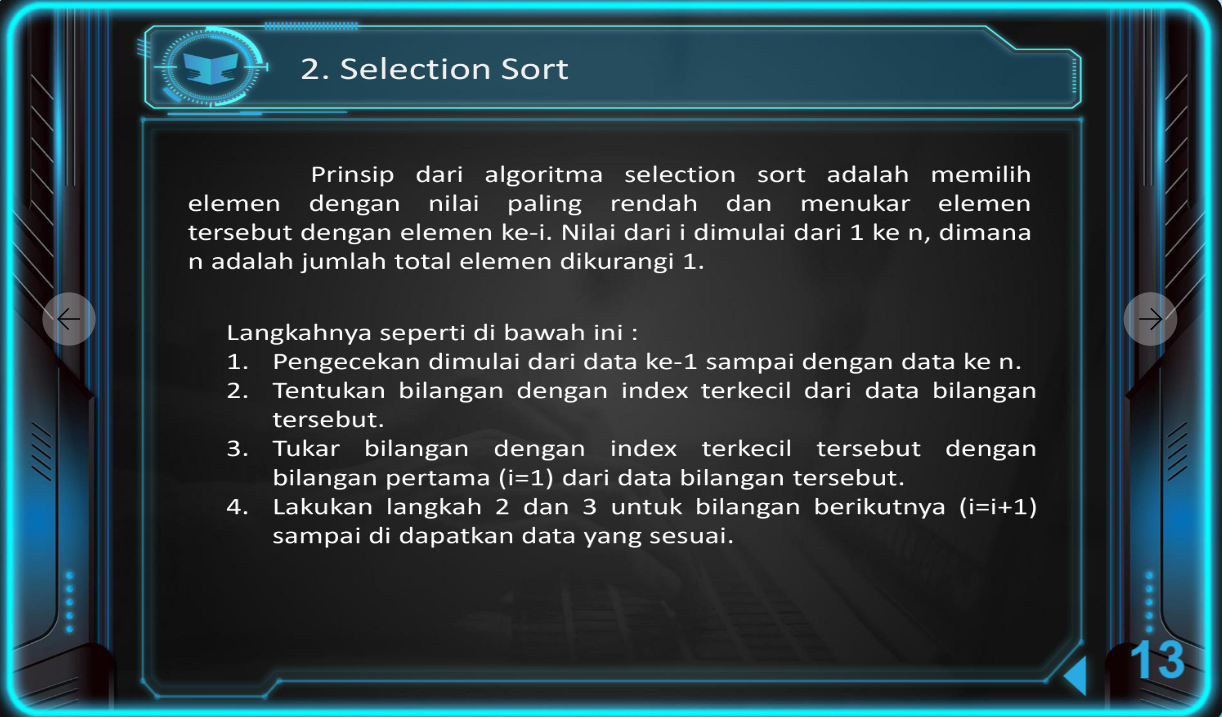 2. Selection Sort
Prinsip dari algoritma selection sort adalah memilih
elemen dengan nilai paling rendah dan menukar elemen
tersebut dengan elemen ke-i. Nilai dari i dimulai dari 1 ke n, dimana
n adalah jumlah total elemen dikurangi 1.
Langkahnya seperti di bawah ini :
1. Pengecekan dimulai dari data ke-1 sampai dengan data ke n.
2. Tentukan bilangan dengan index terkecil dari data bilangan
tersebut.
3. Tukar bilangan dengan index terkecil tersebut dengan
bilangan pertama (i=1) dari data bilangan tersebut.
4. Lakukan langkah 2 dan 3 untuk bilangan berikutnya (i=i+1)
sampai di dapatkan data yang sesuai.
13